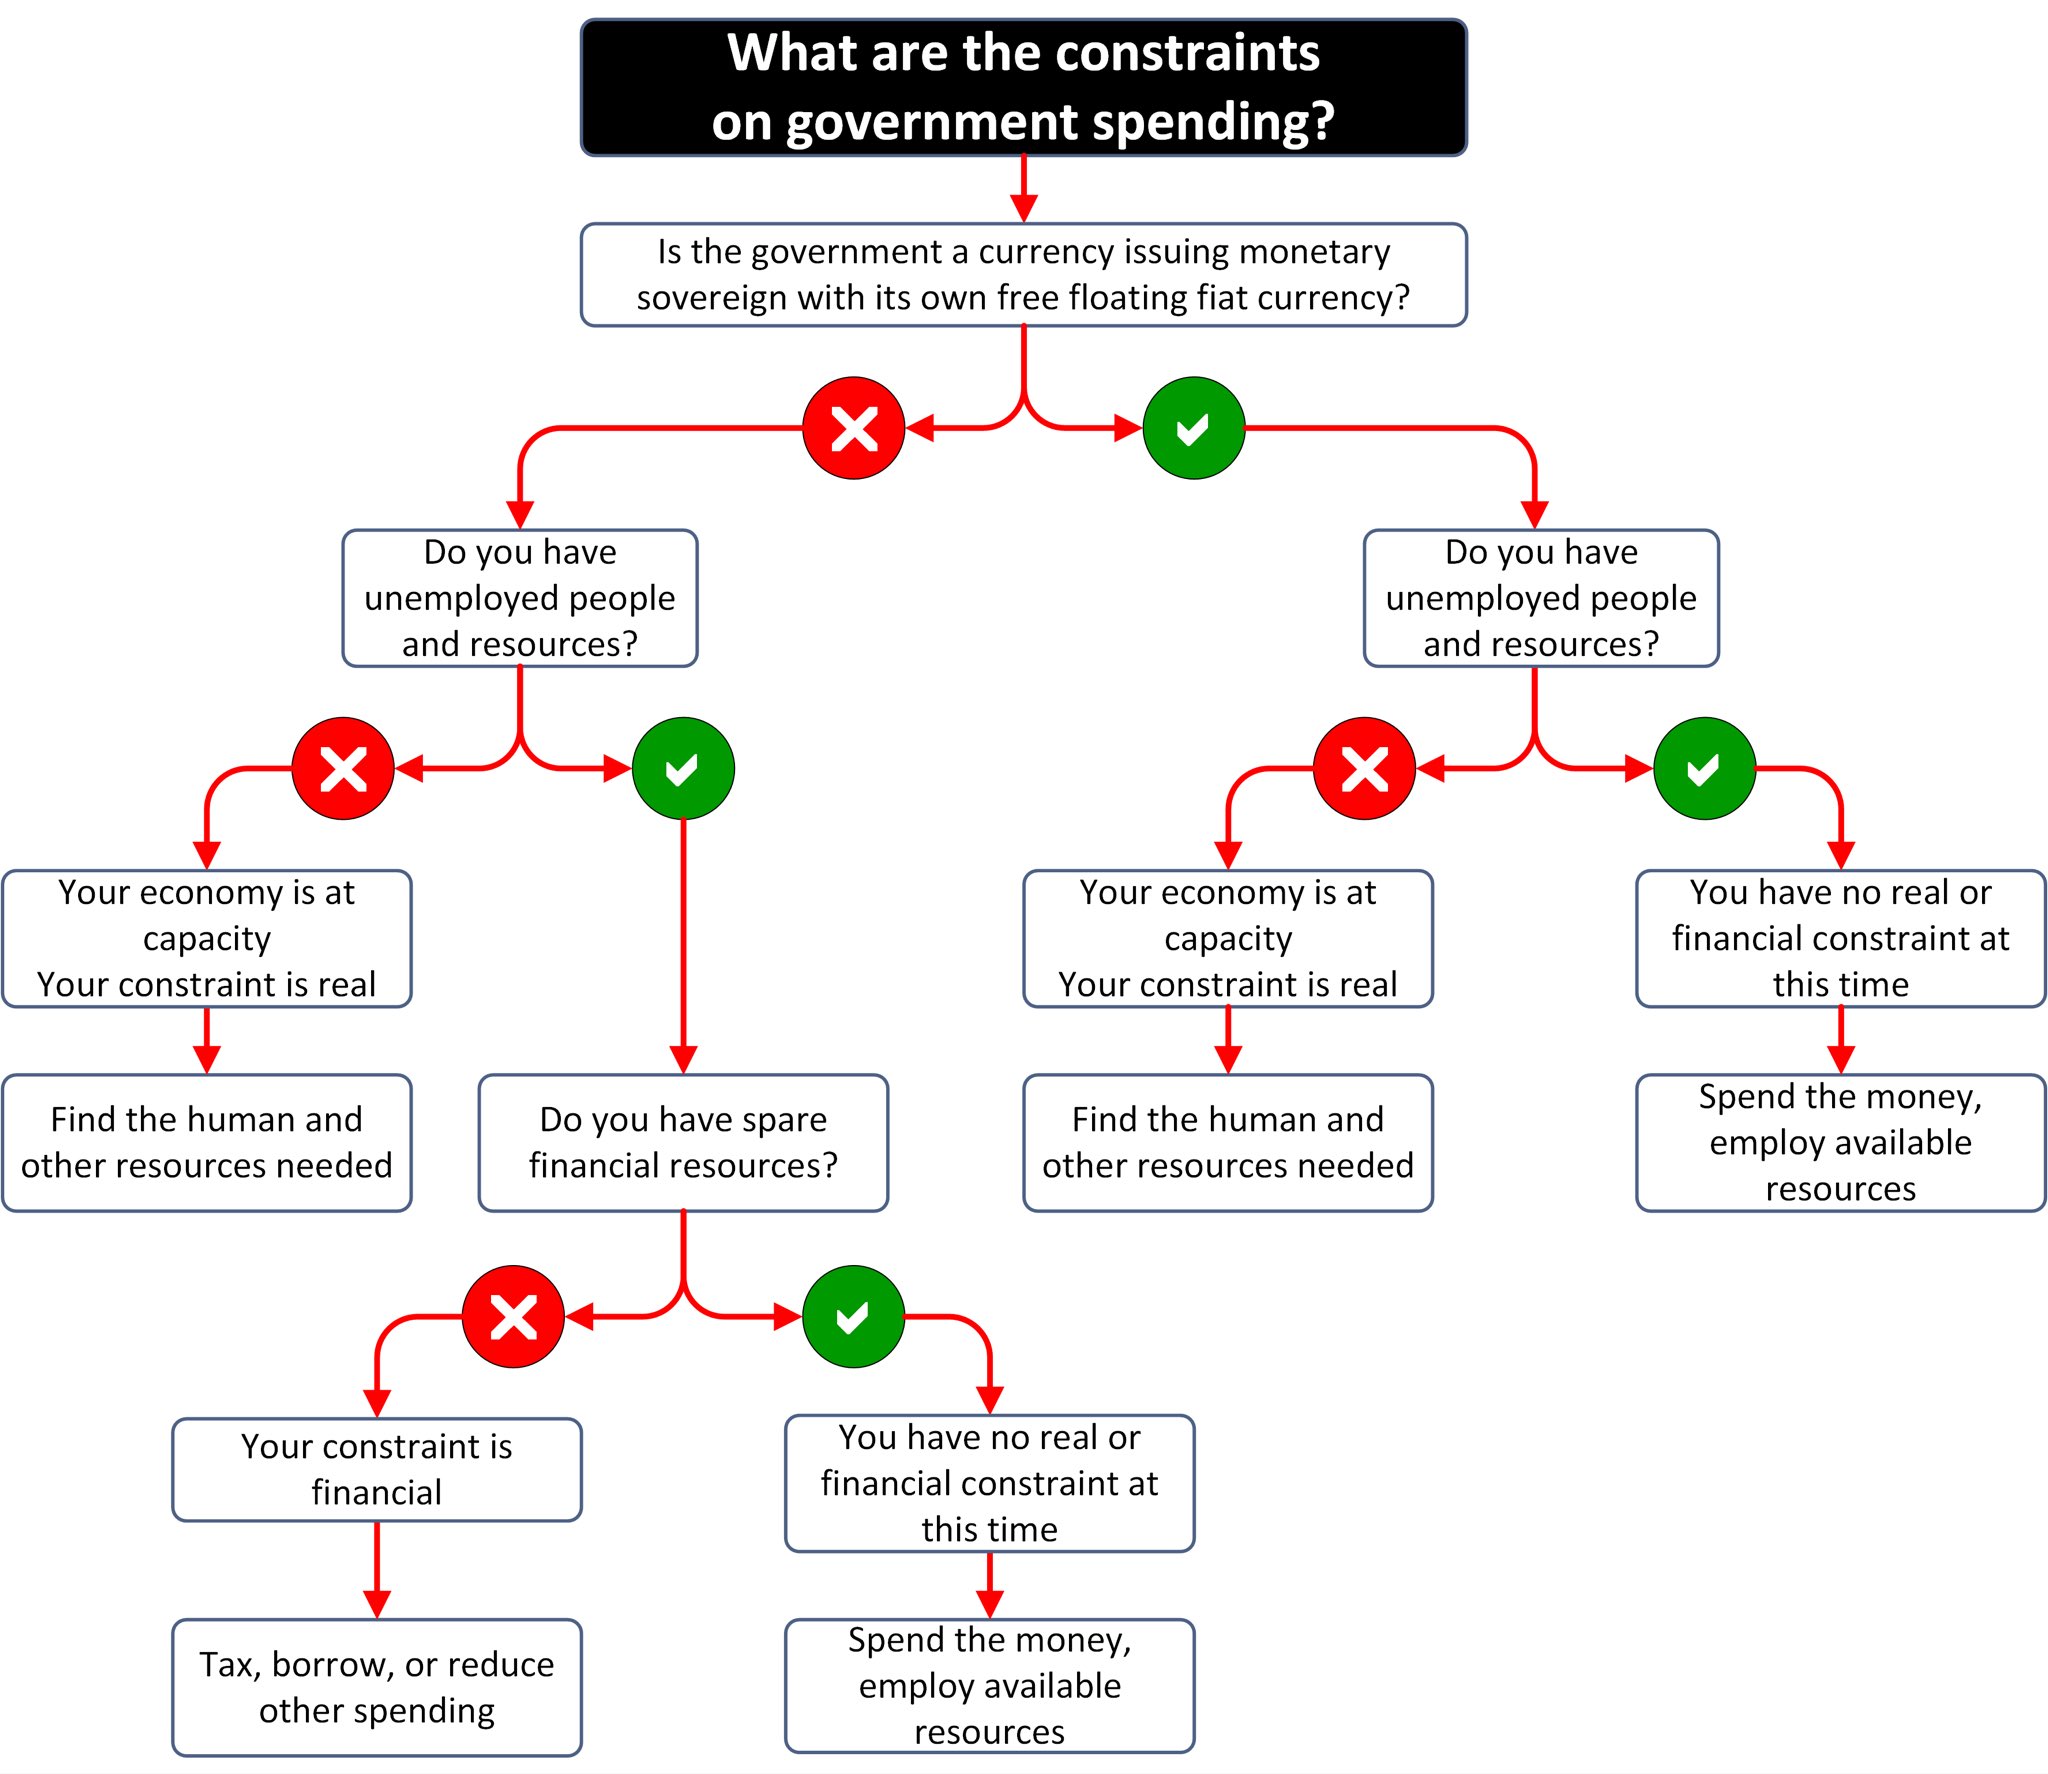 What are the constraints
on government spending?
Is the government a currency issuing monetary
sovereign with its own free floating fiat currency?
Do you have
unemployed people
and resources?
Do you have
unemployed people
and resources?
Your economy is at
capacity
Your constraint is real
Your economy is at
capacity
Your constraint is real
You have no real or
financial constraint at
this time
Find the human and
other resources needed
Do you have spare
financial resources?
Find the human and
other resources needed
Spend the money,
employ available
resources
Your constraint is
financial
You have no real or
financial constraint at
this time
Tax, borrow, or reduce
other spending
Spend the money,
employ available
resources